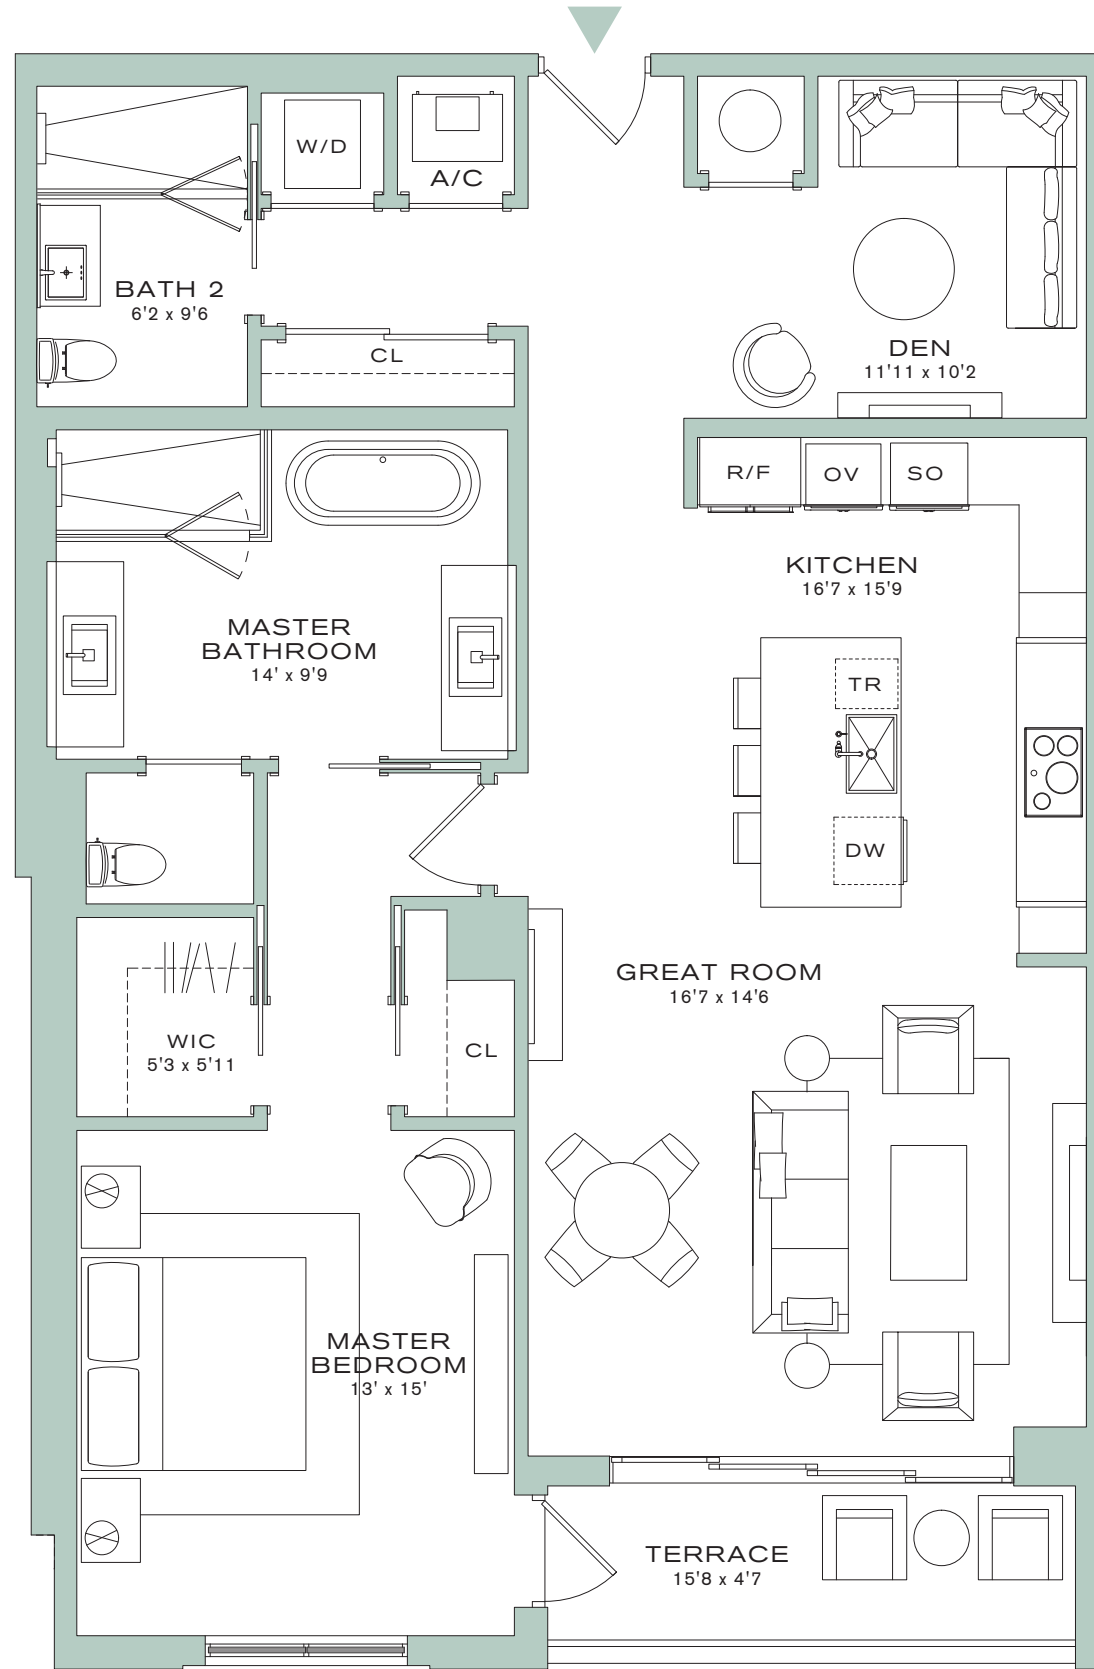 W/D
A/C
BATH 2
6'2 x 9'6
CL
DEN
11'11 x 10'2
R/F
OV
SO
KITCHEN
16'7 x 15'9
MASTER
BATHROOM
14' x 9'9
TR
DW
GREAT ROOM
16'7 x 14'6
WIC
5'3 x 5'11
CL
MASTER
BEDROOM
13' x 15'
TERRACE
15'8 x 4'7